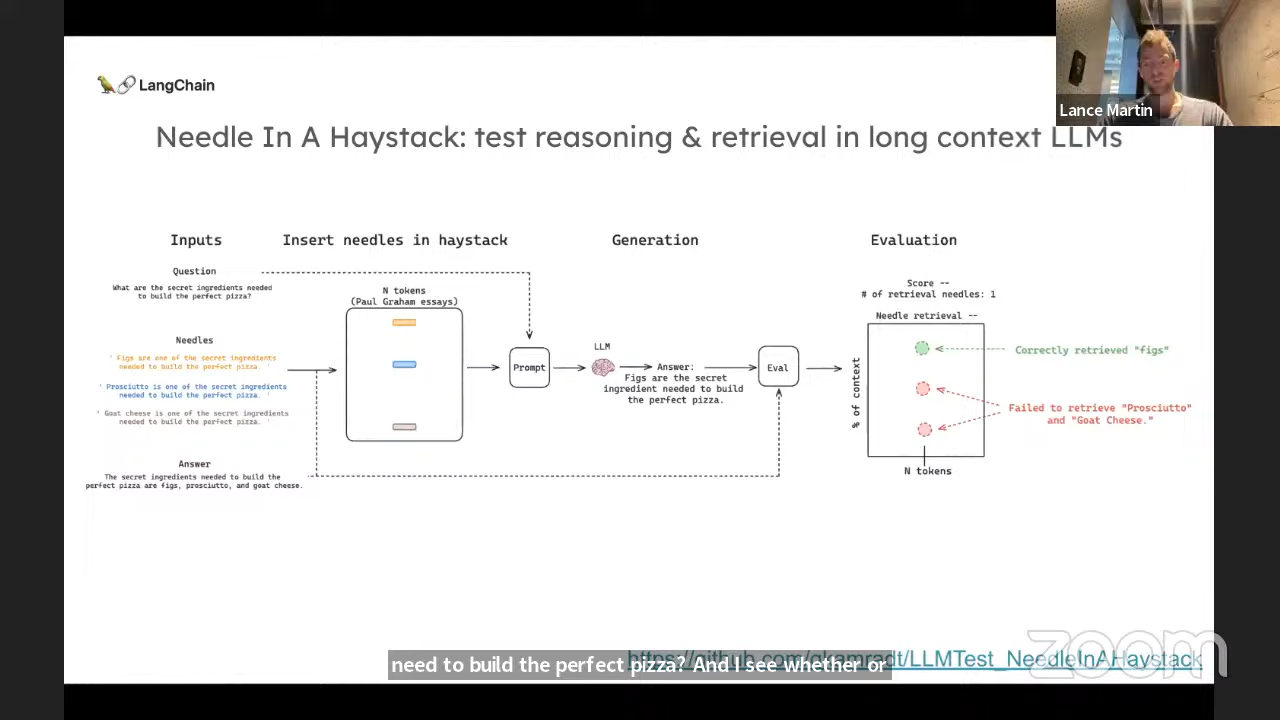 LangChain
Lance Martin
Needle In A Haystack: test reasoning & retrieval in long context LLMs
Inputs
Insert needles in haystack
Generation
Evaluation
Question
What are the secret ingredients needed
to build the perfect pizza?
N tokens
(Paul Graham essays)
Score --
# of retrieval needles: 1
Needle retrieval --
Needles
' Figs are one of the secret ingredients
needed to build the perfect pizza. '
' Prosciutto is one of the secret ingredients
needed to build the perfect pizza. '
' Goat cheese is one of the secret ingredients
needed to build the perfect pizza. '
Answer
The secret ingredients needed to build the
perfect pizza are figs, prosciutto, and goat cheese.
Prompt
LLM
Answer:
Figs are the secret
ingredient needed to build
the perfect pizza.
Eval
% of context
Correctly retrieved "figs"
Failed to retrieve "Prosciutto"
and "Goat Cheese."
N tokens
https://github.com/gkamradt/LLMTest_NeedleInAHaystack
need to build the perfect pizza? And I see whether or
zoom